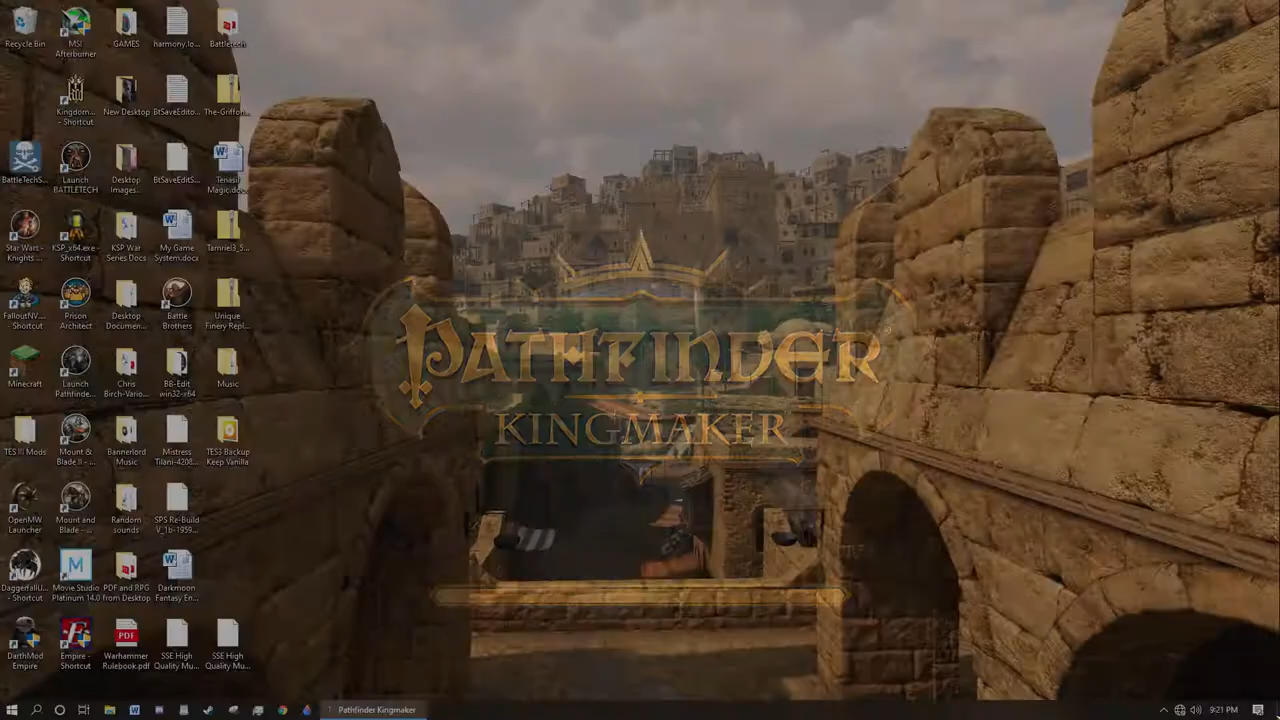 Recycle Bin
MSI
Afterburner
GAMES
harmony.lo...
Battletech
Kingdom...
- Shortcut
New Desktop
BtSaveEdito...
The-Griffon...
BattleTechS...
Launch
BATTLETECH
Desktop
Images...
BtSaveEditS...
Tenasi
Magic.docx
Star Wars -
Knights ...
KSP_x64.exe -
Shortcut
KSP War
Series Docs
My Game
System.docx
Tamriel3_5...
FalloutNV....
- Shortcut
Prison
Architect
Desktop
Documen...
Battle
Brothers
Unique
Finery Repl...
Minecraft
Launch
Pathfinde...
Chris
Birch-Vario...
BB-Edit
win32-x64
Music
TES III Mods
Mount &
Blade II - ...
Bannerlord
Music
Mistress
Tilani-4208...
TES3 Backup
Keep Vanilla
OpenMW
Launcher
Mount and
Blade - ...
Random
sounds
SPS Re-Build
V_1b-1959...
DaggerfallU...
- Shortcut
Movie Studio
Platinum 14.0
PDF and RPG
from Desktop
Darkmoon
Fantasy En...
DarthMod
Empire
Empire -
Shortcut
PDF
Warhammer
Rulebook.pdf
SSE High
Quality Mu...
SSE High
Quality Mu...
PATHFINDER
KINGMAKER
Pathfinder Kingmaker
9:21 PM